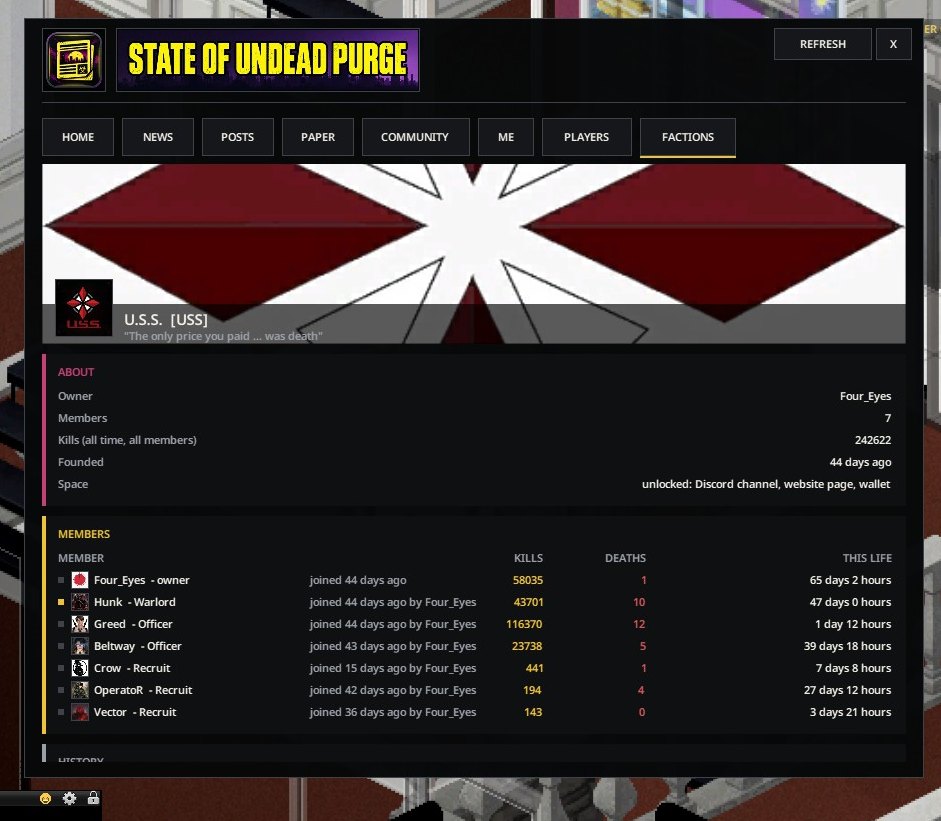 STATE OF UNDEAD PURGE
REFRESH
X
ER
HOME NEWS POSTS PAPER COMMUNITY ME PLAYERS FACTIONS
U.S.S.
U.S.S. [USS]
"The only price you paid ... was death"
ABOUT
Owner Four_Eyes
Members 7
Kills (all time, all members) 242622
Founded 44 days ago
Space unlocked: Discord channel, website page, wallet
MEMBERS
MEMBER KILLS DEATHS THIS LIFE
Four_Eyes - owner joined 44 days ago 58035 1 65 days 2 hours
Hunk - Warlord joined 44 days ago by Four_Eyes 43701 10 47 days 0 hours
Greed - Officer joined 44 days ago by Four_Eyes 116370 12 1 day 12 hours
Beltway - Officer joined 43 days ago by Four_Eyes 23738 5 39 days 18 hours
Crow - Recruit joined 15 days ago by Four_Eyes 441 1 7 days 8 hours
OperatoR - Recruit joined 42 days ago by Four_Eyes 194 4 27 days 12 hours
Vector - Recruit joined 36 days ago by Four_Eyes 143 0 3 days 21 hours
HISTORY